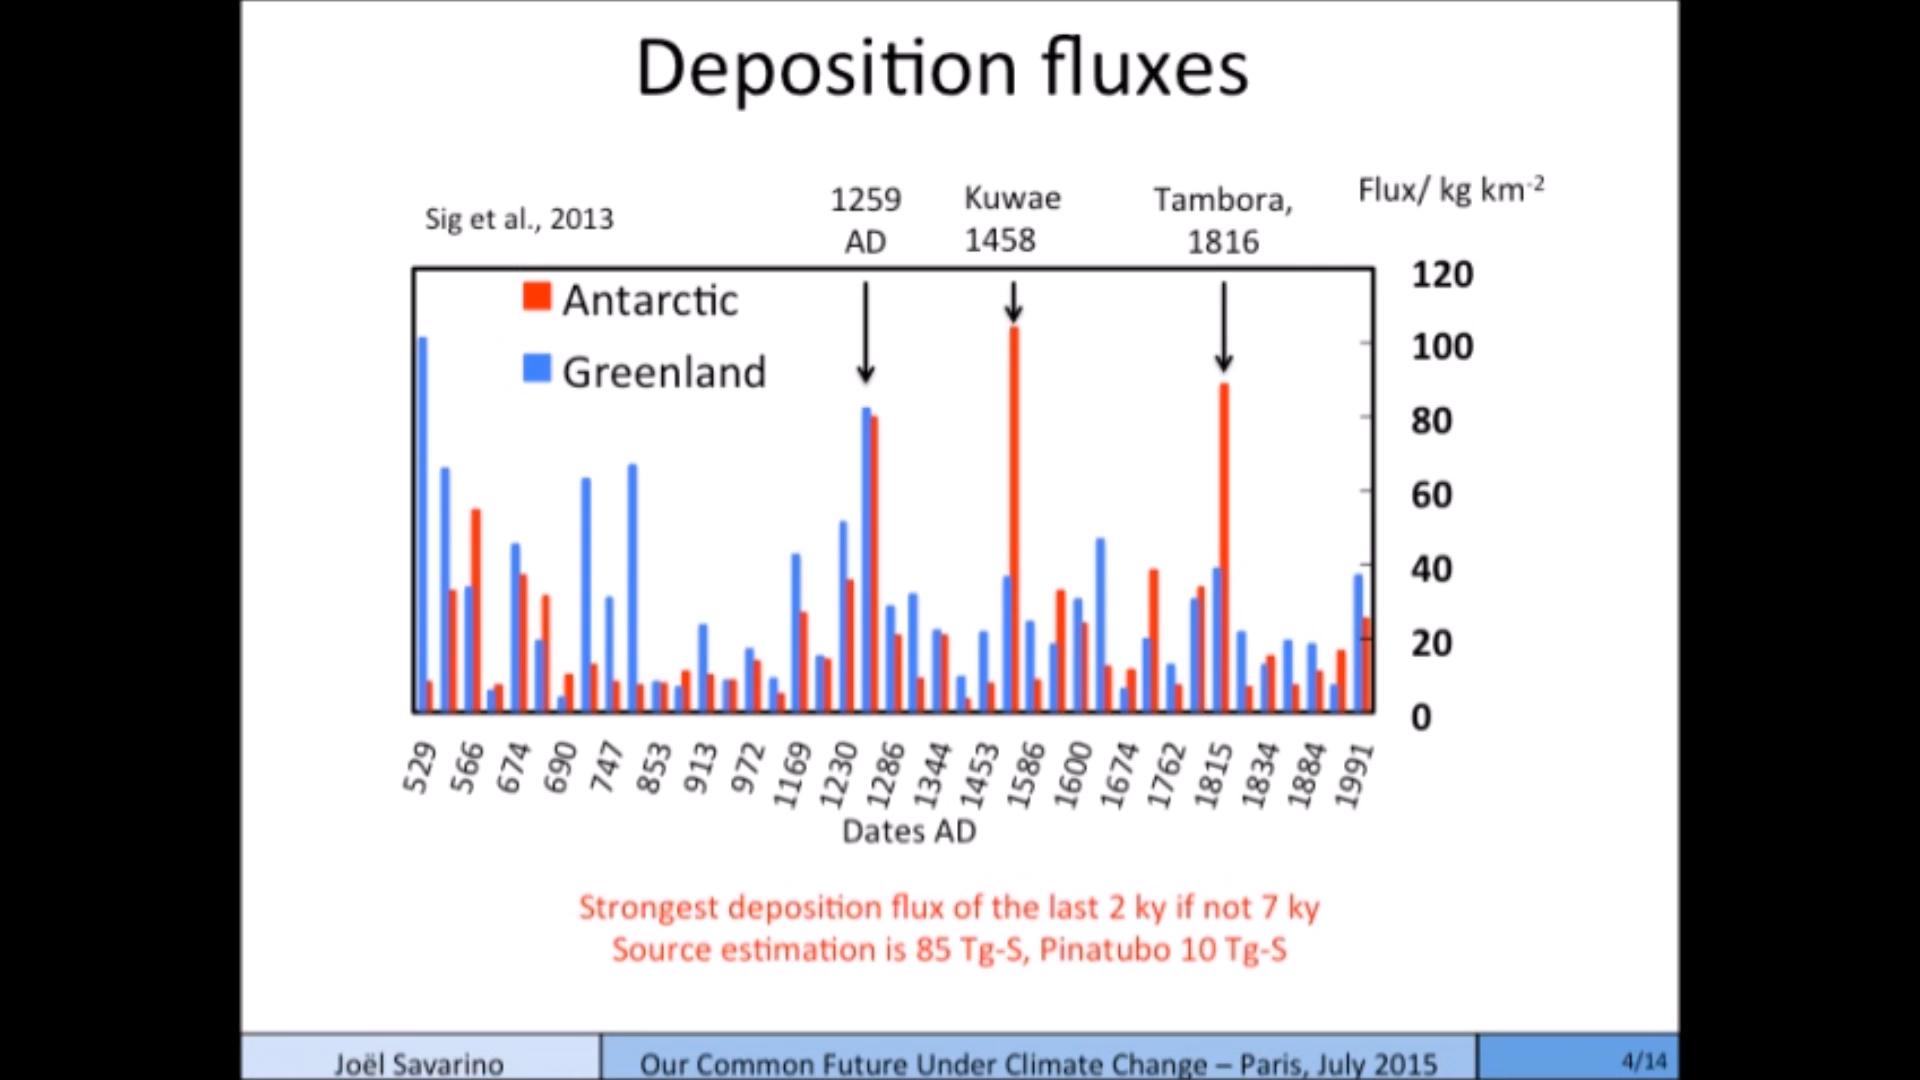 Deposition fluxes
Sig et al., 2013
1259
AD
Kuwae
1458
Tambora,
1816
Flux/ kg km-2
Antarctic
Greenland
120
100
80
60
40
20
0
529 566 674 690 747 853 913 972 1169 1230 1286 1344 1453 1586 1600 1674 1762 1815 1834 1884 1991
Dates AD
Strongest deposition flux of the last 2 ky if not 7 ky
Source estimation is 85 Tg-S, Pinatubo 10 Tg-S
Joël Savarino
Our Common Future Under Climate Change – Paris, July 2015
4/14